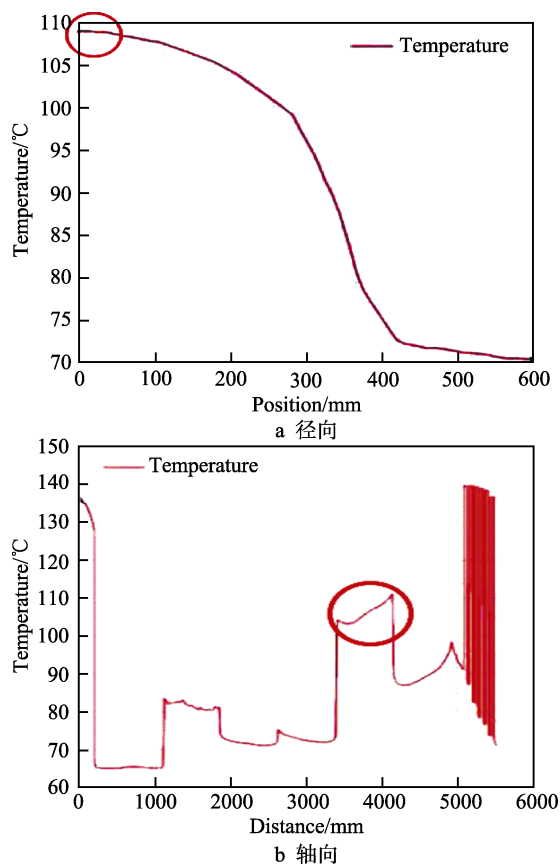 110
105
100
95
90
85
80
75
70
Temperature/℃
Temperature
0 100 200 300 400 500 600
Position/mm
a 径向
150
140
130
120
110
100
90
80
70
60
Temperature/℃
Temperature
0 1000 2000 3000 4000 5000 6000
Distance/mm
b 轴向